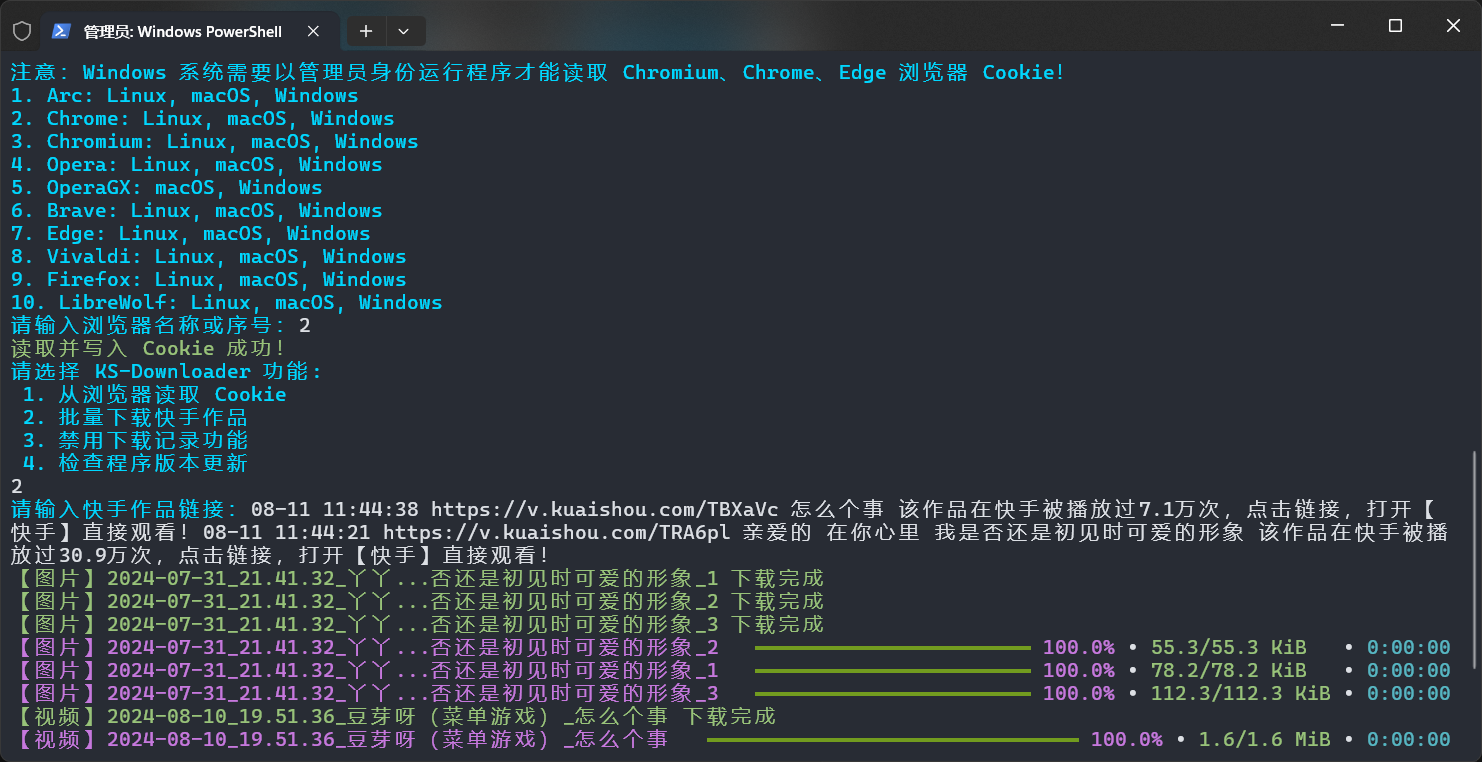 管理员: Windows PowerShell
注意: Windows 系统需要以管理员身份运行程序才能读取 Chromium、Chrome、Edge 浏览器 Cookie!
1. Arc: Linux, macOS, Windows
2. Chrome: Linux, macOS, Windows
3. Chromium: Linux, macOS, Windows
4. Opera: Linux, macOS, Windows
5. OperaGX: macOS, Windows
6. Brave: Linux, macOS, Windows
7. Edge: Linux, macOS, Windows
8. Vivaldi: Linux, macOS, Windows
9. Firefox: Linux, macOS, Windows
10. LibreWolf: Linux, macOS, Windows
请输入浏览器名称或序号: 2
读取并写入 Cookie 成功!
请选择 KS-Downloader 功能:
1. 从浏览器读取 Cookie
2. 批量下载快手作品
3. 禁用下载记录功能
4. 检查程序版本更新
2
请输入快手作品链接: 08-11 11:44:38 https://v.kuaishou.com/TBXaVc 怎么个事 该作品在快手被播放过7.1万次，点击链接，打开【
快手】直接观看！08-11 11:44:21 https://v.kuaishou.com/TRA6pl 亲爱的 在你心里 我是否还是初见时可爱的形象 该作品在快手被播
放过30.9万次，点击链接，打开【快手】直接观看！
【图片】2024-07-31_21.41.32_丫丫...否还是初见时可爱的形象_1 下载完成
【图片】2024-07-31_21.41.32_丫丫...否还是初见时可爱的形象_2 下载完成
【图片】2024-07-31_21.41.32_丫丫...否还是初见时可爱的形象_3 下载完成
【图片】2024-07-31_21.41.32_丫丫...否还是初见时可爱的形象_2 100.0% • 55.3/55.3 KiB • 0:00:00
【图片】2024-07-31_21.41.32_丫丫...否还是初见时可爱的形象_1 100.0% • 78.2/78.2 KiB • 0:00:00
【图片】2024-07-31_21.41.32_丫丫...否还是初见时可爱的形象_3 100.0% • 112.3/112.3 KiB • 0:00:00
【视频】2024-08-10_19.51.36_豆芽呀（菜单游戏）_怎么个事 下载完成
【视频】2024-08-10_19.51.36_豆芽呀（菜单游戏）_怎么个事 100.0% • 1.6/1.6 MiB • 0:00:00